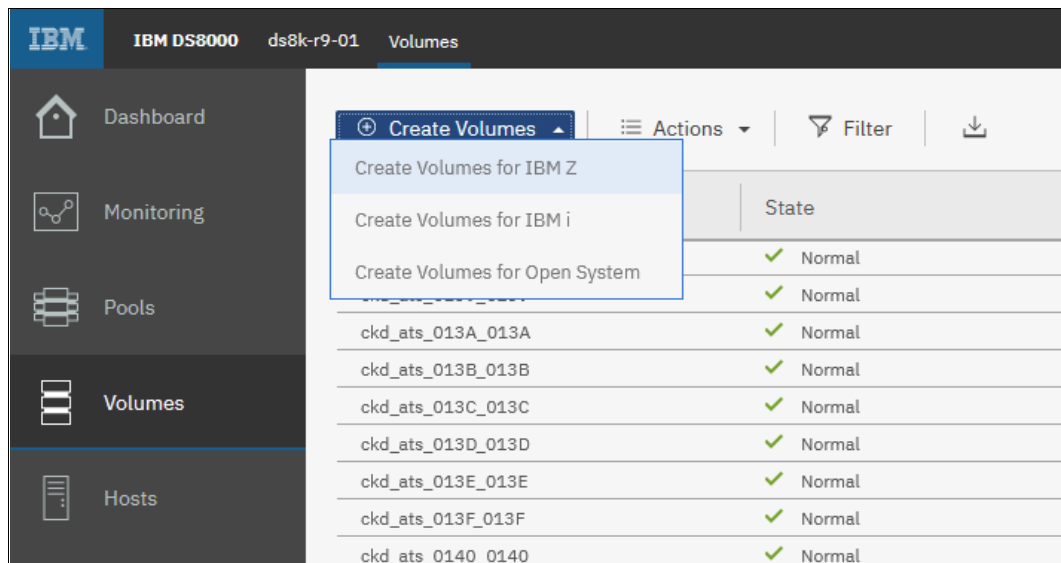 IBM IBM DS8000 ds8k-r9-01 Volumes
Dashboard
Create Volumes Actions Filter
Create Volumes for IBM Z
Monitoring
State
Create Volumes for IBM i
Normal
Create Volumes for Open System
Normal
Pools
ckd_ats_013A_013A Normal
ckd_ats_013B_013B Normal
Volumes
ckd_ats_013C_013C Normal
ckd_ats_013D_013D Normal
ckd_ats_013E_013E Normal
Hosts
ckd_ats_013F_013F Normal
ckd_ats_0140_0140 Normal